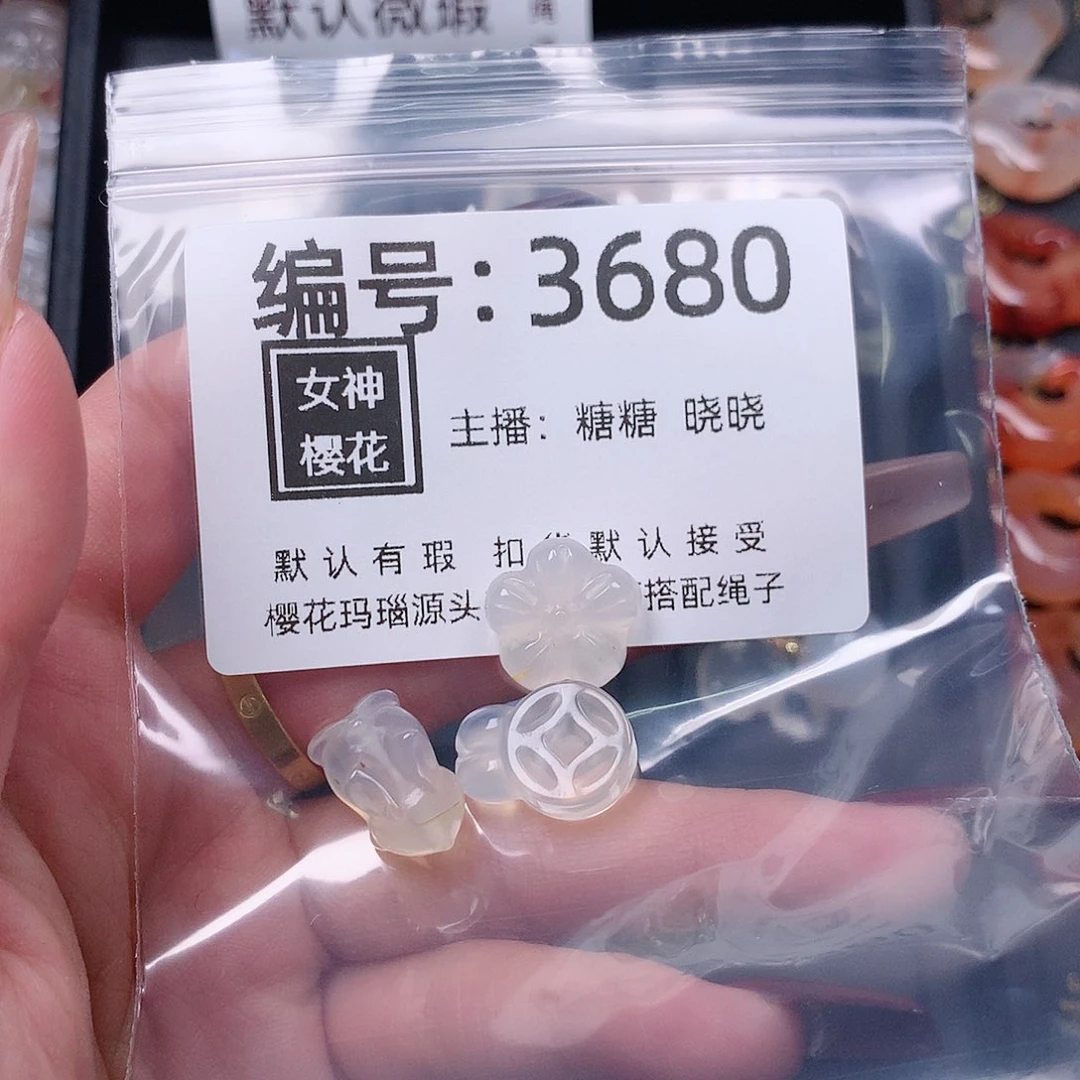 默认微瑕
编号:3680
女神
樱花
主播: 糖糖 晓晓
默认有瑕 扣 默认接受
樱花玛瑙源头 搭配绳子